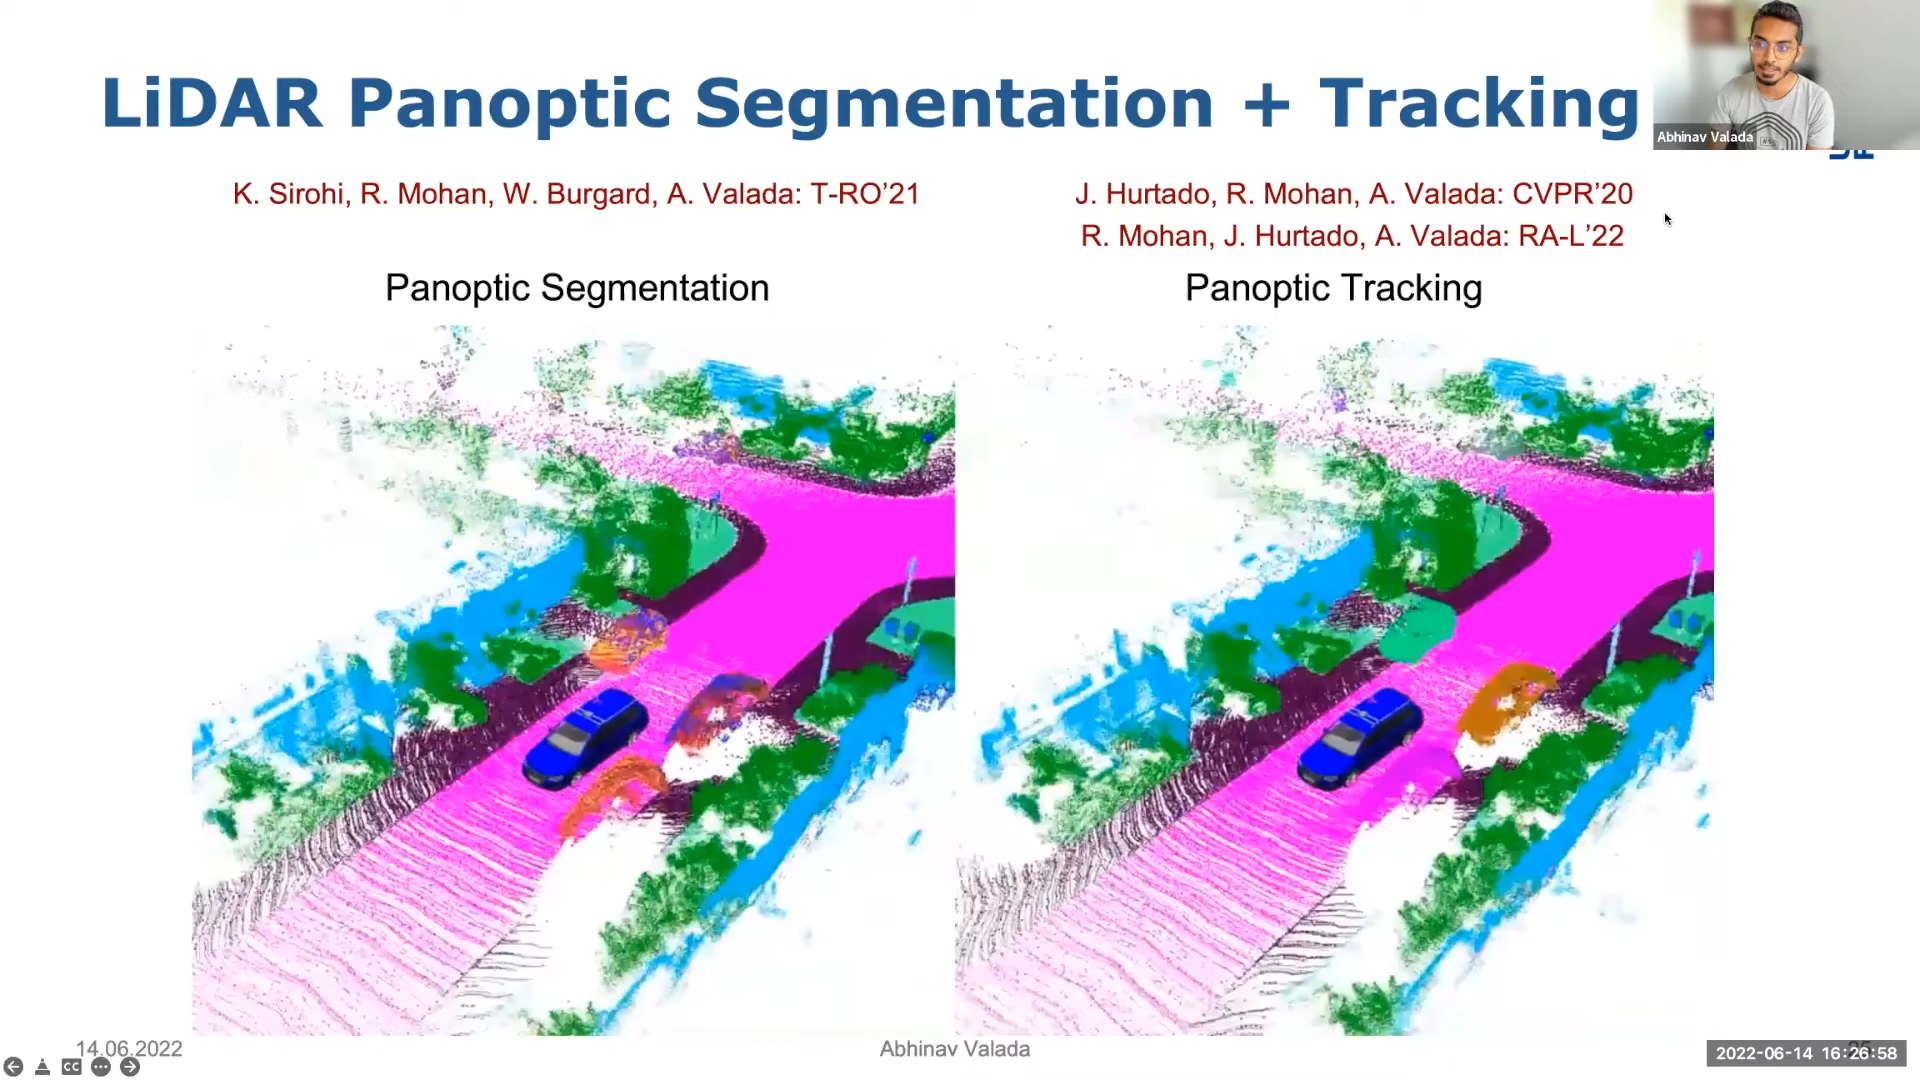 LiDAR Panoptic Segmentation + Tracking
Abhinav Valada
K. Sirohi, R. Mohan, W. Burgard, A. Valada: T-RO’21
J. Hurtado, R. Mohan, A. Valada: CVPR’20
R. Mohan, J. Hurtado, A. Valada: RA-L’22
Panoptic Segmentation
Panoptic Tracking
14.06.2022
Abhinav Valada
CC
2022-06-14 16:26:58